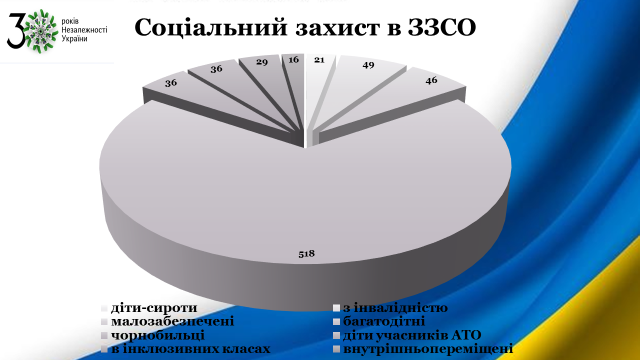 30 років
Незалежності
України
Соціальний захист в ЗЗСО
36
36
29
16
21
49
46
518
діти-сироти
з інвалідністю
малозабезпечені
багатодітні
чорнобильці
діти учасників АТО
в інклюзивних класах
внутрішньопереміщені